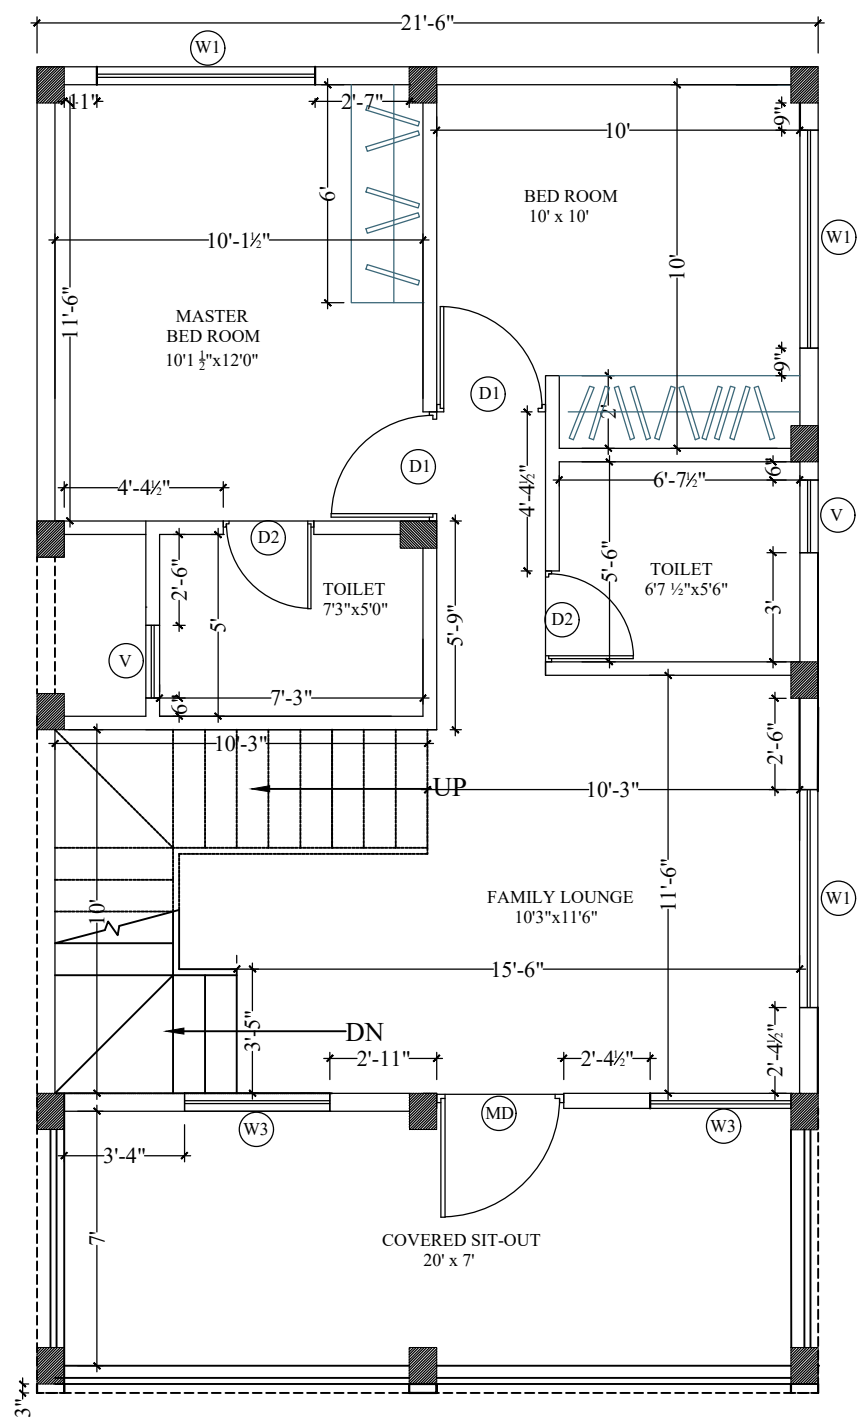 21'-6"
W1
11"
2'-7"
9"
10'
6'
BED ROOM
10' x 10'
W1
10'-1½"
10'
11'-6"
MASTER
BED ROOM
10'1 ½"x12'0"
9"
D1
2'
D1
4'-4½"
6"
6'-7½"
4'-4½"
V
D2
5'-6"
TOILET
6'7 ½"x5'6"
2'-6"
TOILET
7'3"x5'0"
3'
5'
D2
5'-9"
V
7'-3"
6"
10'-3"
2'-6"
UP
10'-3"
11'-6"
FAMILY LOUNGE
10'3"x11'6"
W1
10'
15'-6"
DN
3'-5"
2'-11"
2'-4½"
2'-4½"
MD
W3
W3
3'-4"
7'
COVERED SIT-OUT
20' x 7'
3"